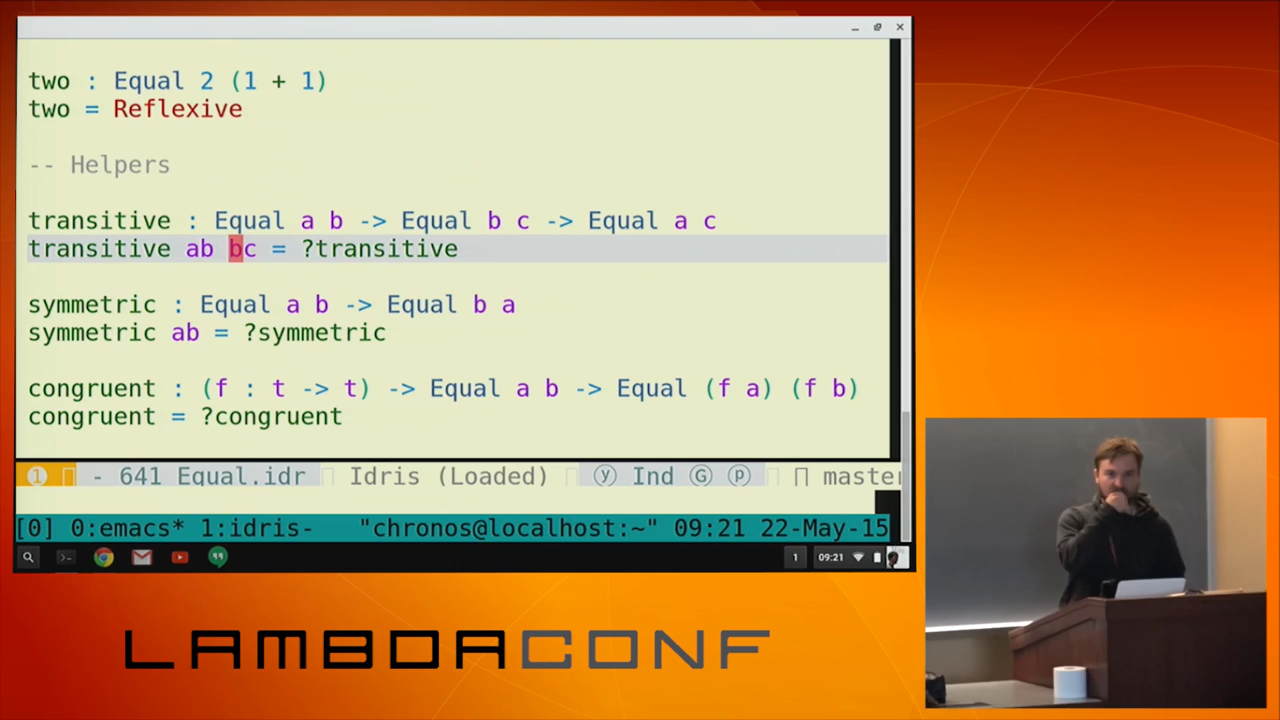 two : Equal 2 (1 + 1)
two = Reflexive
-- Helpers
transitive : Equal a b -> Equal b c -> Equal a c
transitive ab bc = ?transitive
symmetric : Equal a b -> Equal b a
symmetric ab = ?symmetric
congruent : (f : t -> t) -> Equal a b -> Equal (f a) (f b)
congruent = ?congruent
1 - 641 Equal.idr Idris (Loaded) y Ind G p master
[0] 0:emacs* 1:idris- "chronos@localhost:~" 09:21 22-May-15
1 09:21
LAMBDACONF